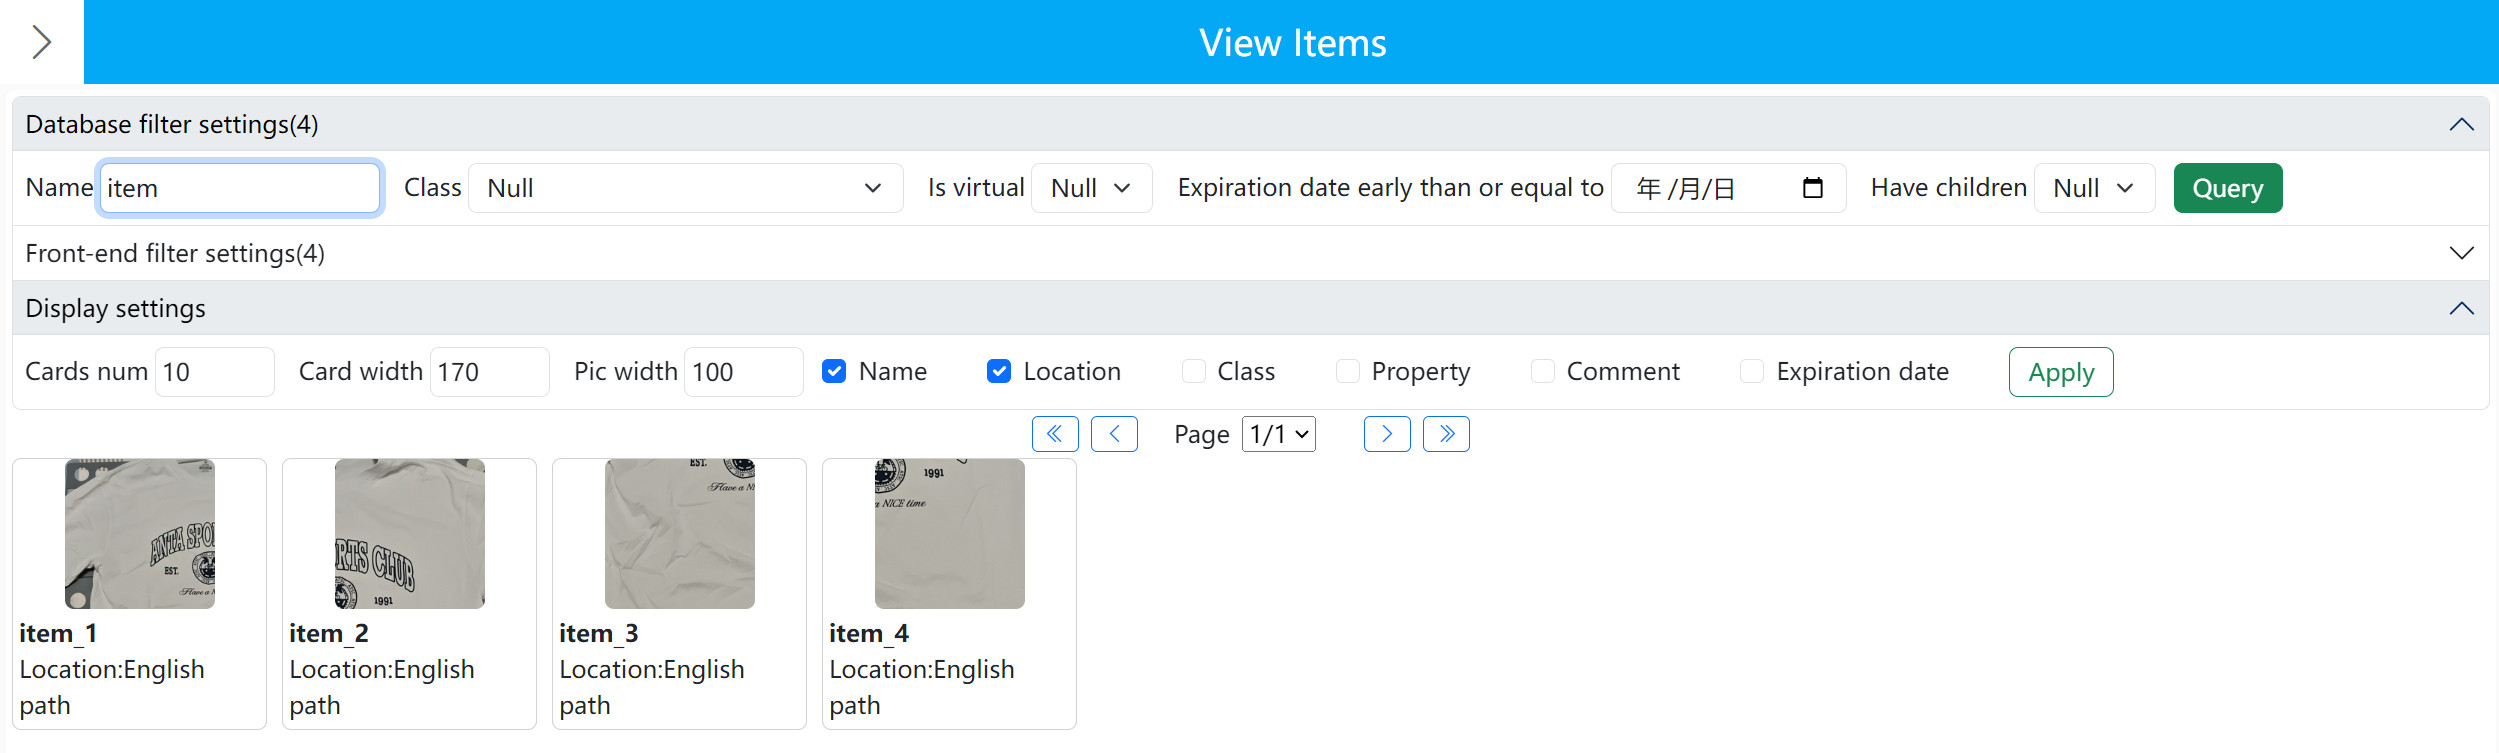 View Items
Database filter settings(4)
Name item Class Null Is virtual Null Expiration date early than or equal to 年 /月/日 Have children Null Query
Front-end filter settings(4)
Display settings
Cards num 10 Card width 170 Pic width 100 Name Location Class Property Comment Expiration date Apply
Page 1/1
ANTA SPO
EST.
Have a N
item_1
Location:English
path
RTS CLUB
1991
item_2
Location:English
path
EST.
Have a NI
item_3
Location:English
path
1991
a NICE time
item_4
Location:English
path